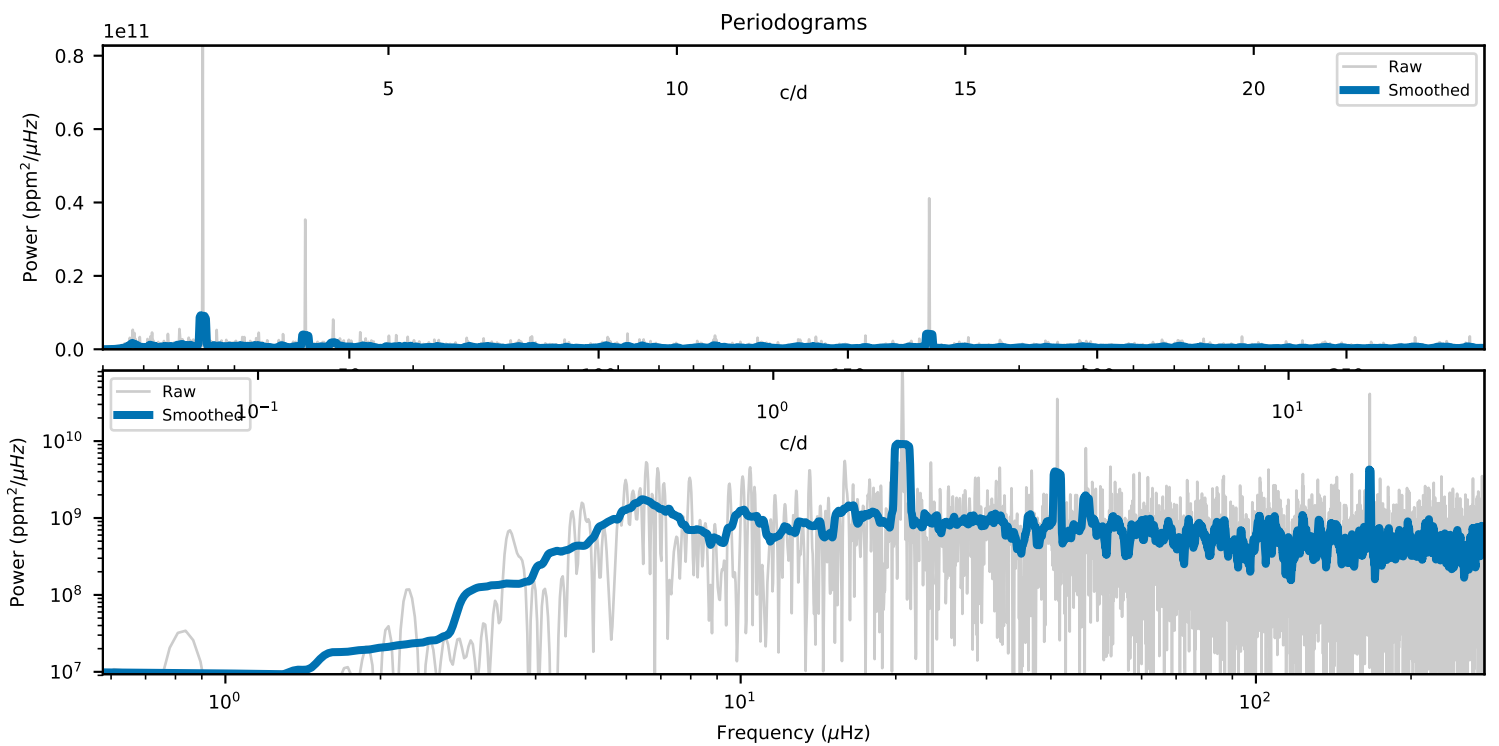 Periodograms
1e11
0.8
0.6
0.4
0.2
0.0
Power (ppm²/μHz)
5
10
15
20
c/d
Raw
Smoothed
Raw
Smoothed
10⁻¹
10⁰
10¹
c/d
10¹⁰
10⁹
10⁸
10⁷
Power (ppm²/μHz)
10⁰
10¹
10²
Frequency (μHz)